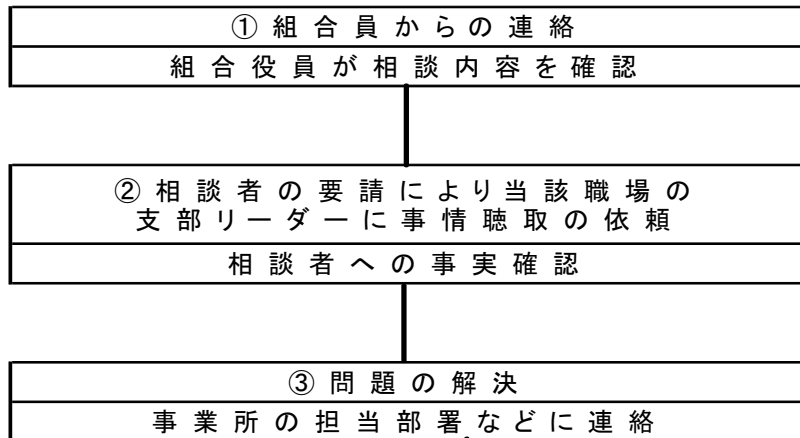 ①組合員からの連絡
組合役員が相談内容を確認
②相談者の要請により当該職場の
支部リーダーに事情聴取の依頼
相談者への事実確認
③問題の解決
事業所の担当部署などに連絡